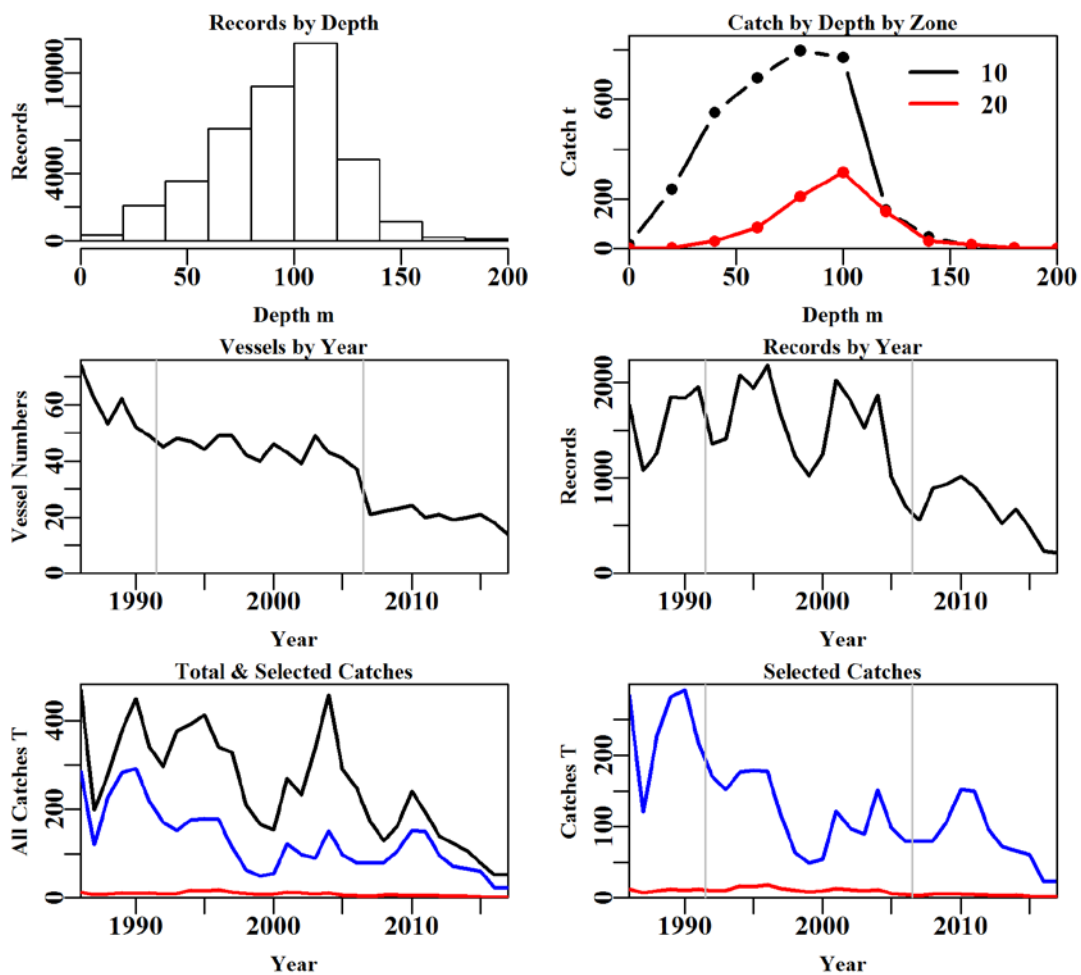 Records by Depth
Records
0 4000 10000
0 50 100 150 200
Depth m
Catch by Depth by Zone
Catch t
0 200 600
10
20
0 50 100 150 200
Depth m
Vessels by Year
Vessel Numbers
0 20 40 60
1990 2000 2010
Year
Records by Year
Records
0 1000 2000
1990 2000 2010
Year
Total & Selected Catches
All Catches T
0 200 400
1990 2000 2010
Year
Selected Catches
Catches T
0 100 200
1990 2000 2010
Year